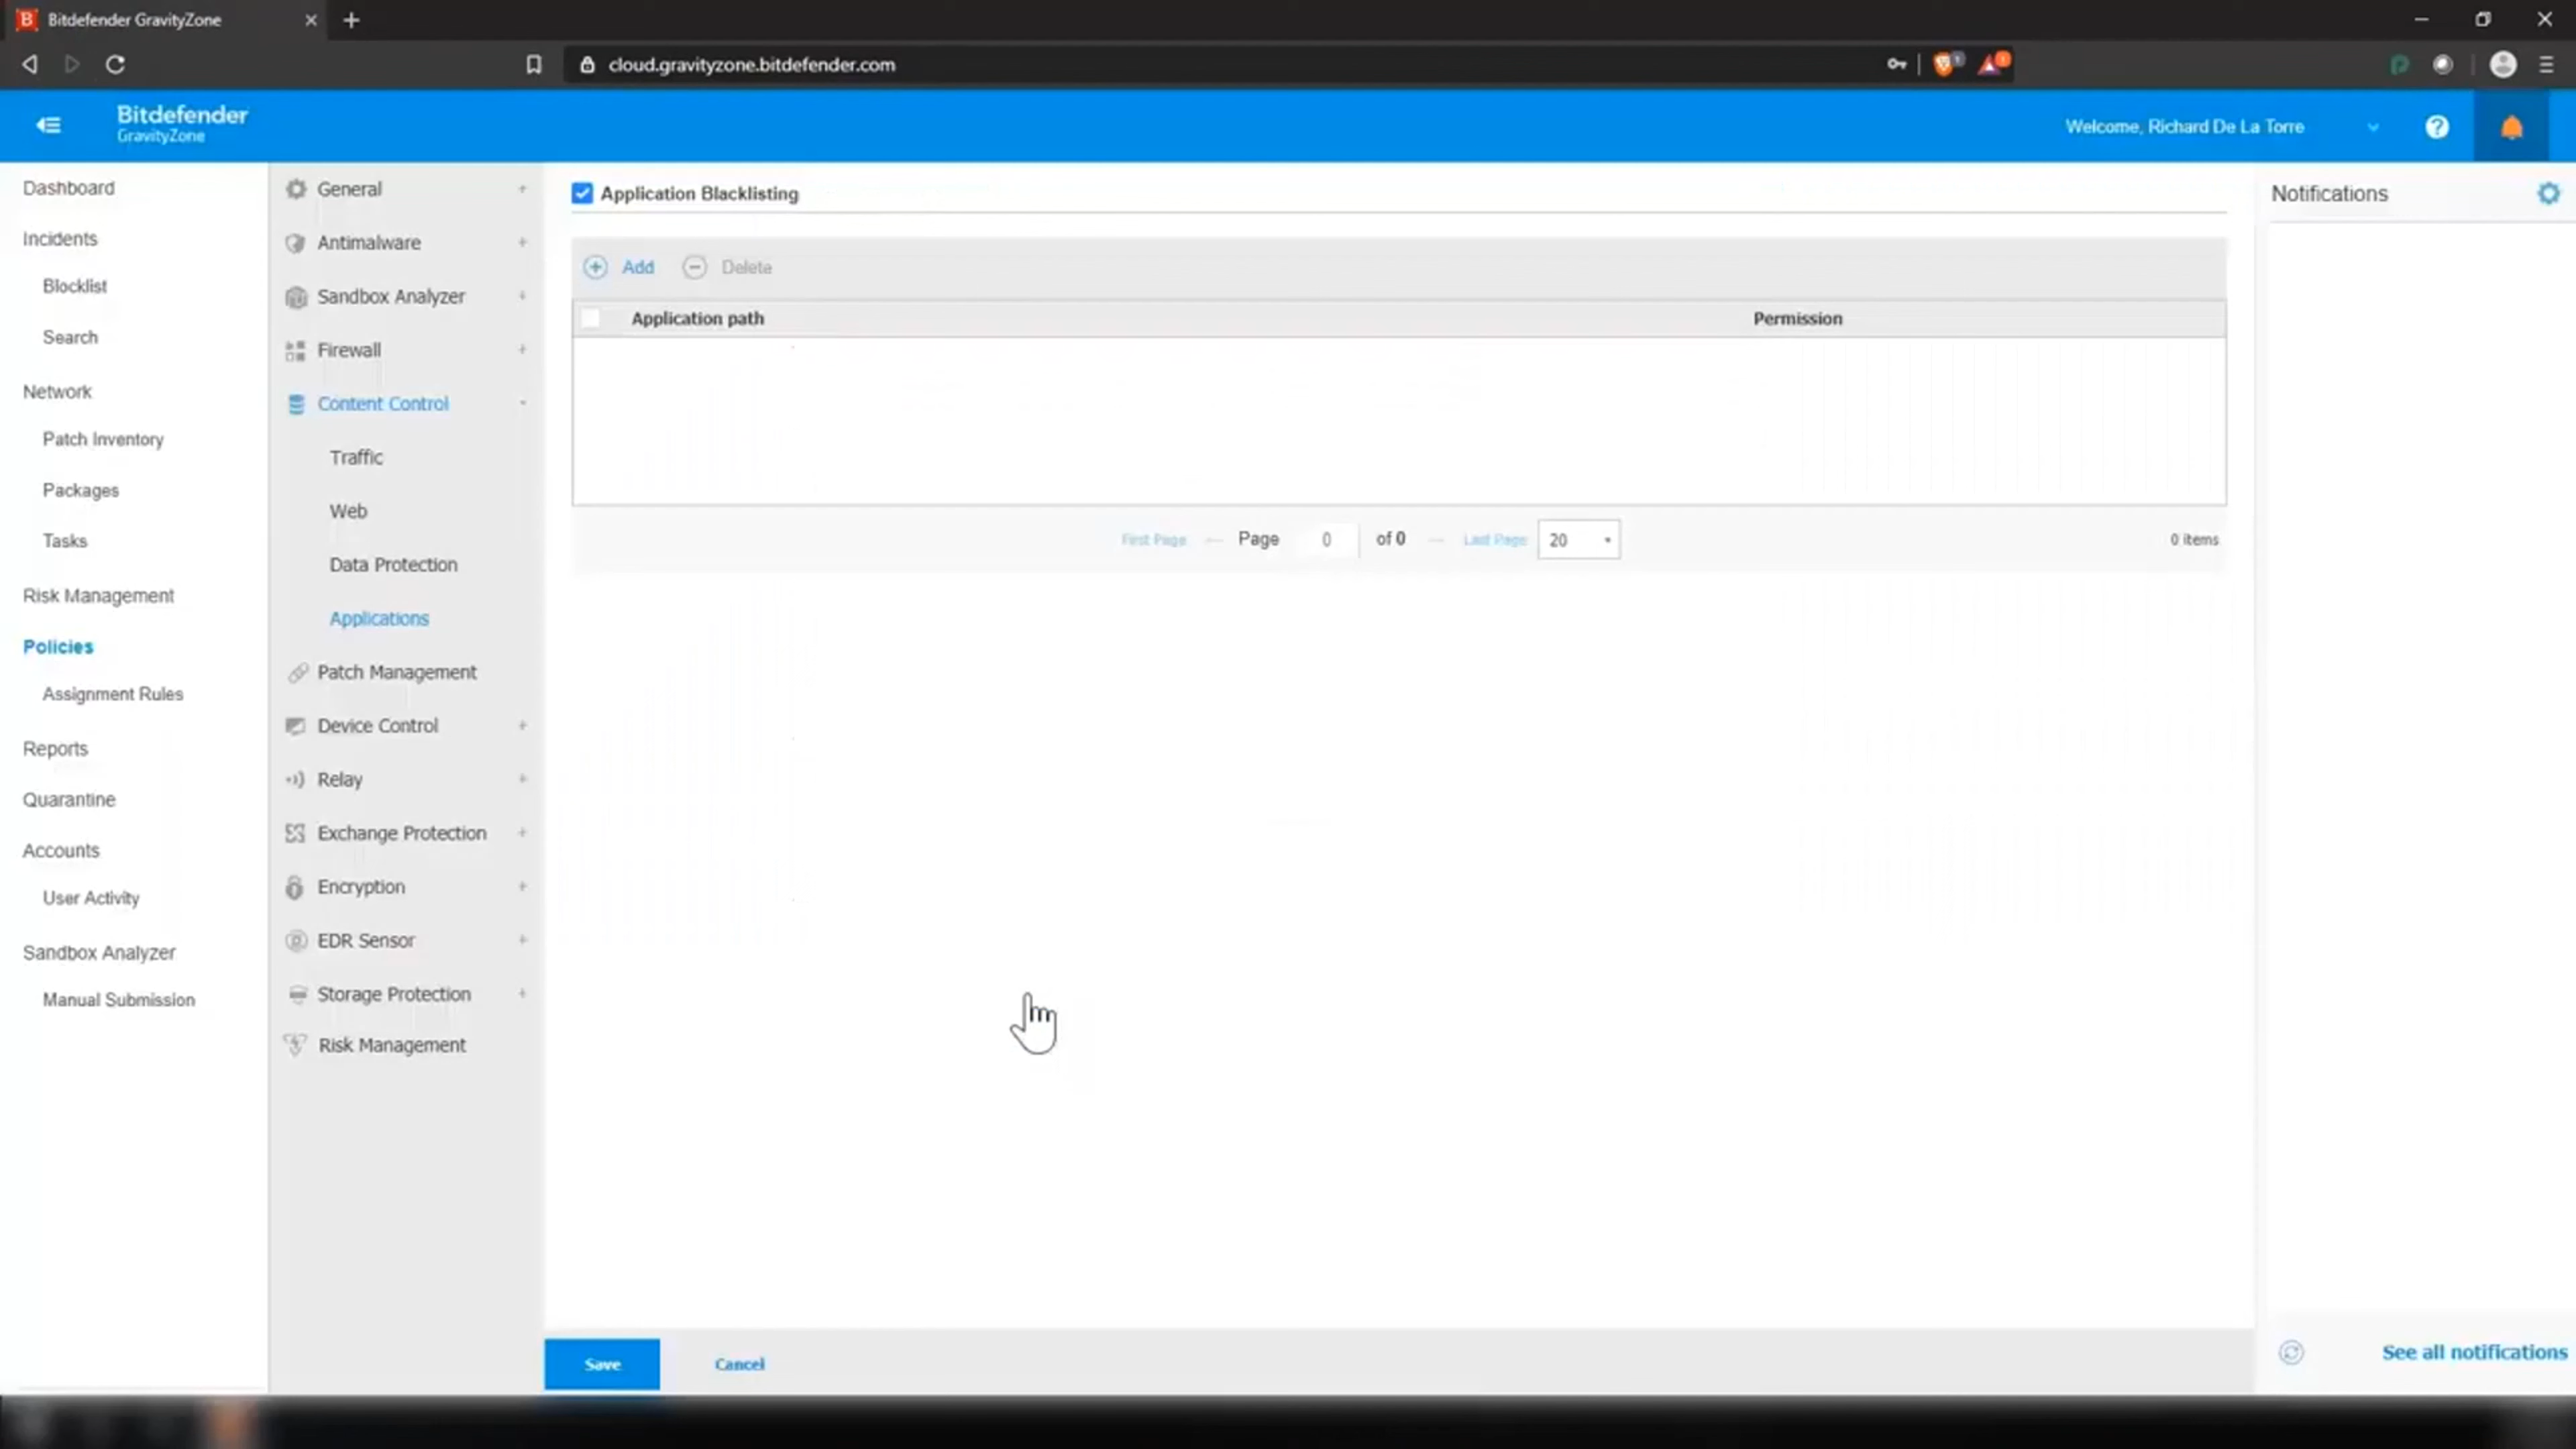 Bitdefender GravityZone
cloud.gravityzone.bitdefender.com
Bitdefender
GravityZone
Welcome, Richard De La Torre
Dashboard
Incidents
Blocklist
Search
Network
Patch Inventory
Packages
Tasks
Risk Management
Policies
Assignment Rules
Reports
Quarantine
Accounts
User Activity
Sandbox Analyzer
Manual Submission
General +
Antimalware +
Sandbox Analyzer +
Firewall +
Content Control -
Traffic
Web
Data Protection
Applications
Patch Management
Device Control +
Relay +
Exchange Protection +
Encryption +
EDR Sensor +
Storage Protection +
Risk Management
Application Blacklisting
Add Delete
Application path Permission
First Page — Page 0 of 0 — Last Page 20 0 items
Save Cancel
Notifications
See all notifications